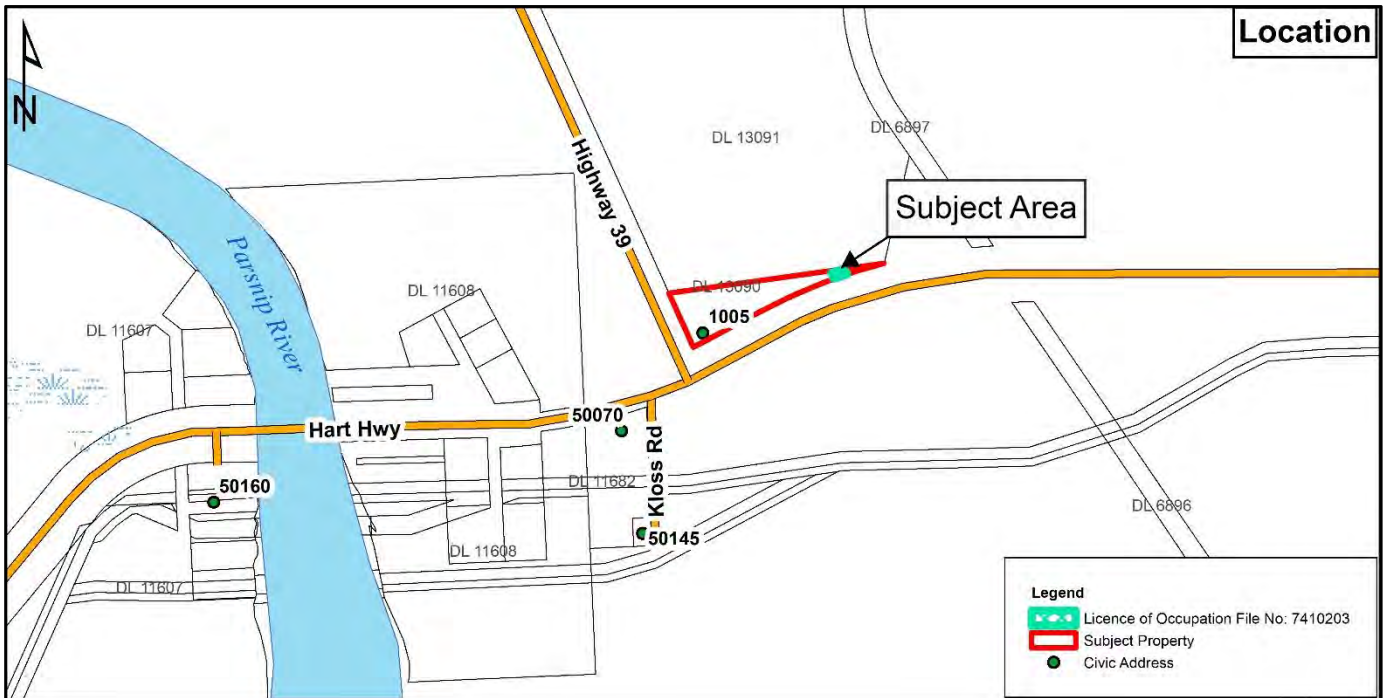 Location
N
DL 13091
DL 6897
Highway 39
Subject Area
Parsnip River
DL 11608
DL 13090
DL 11607
1005
50070
Hart Hwy
Kloss Rd
50160
DL 11682
DL 6896
50145
DL 11608
DL 11607
Legend
Licence of Occupation File No: 7410203
Subject Property
Civic Address